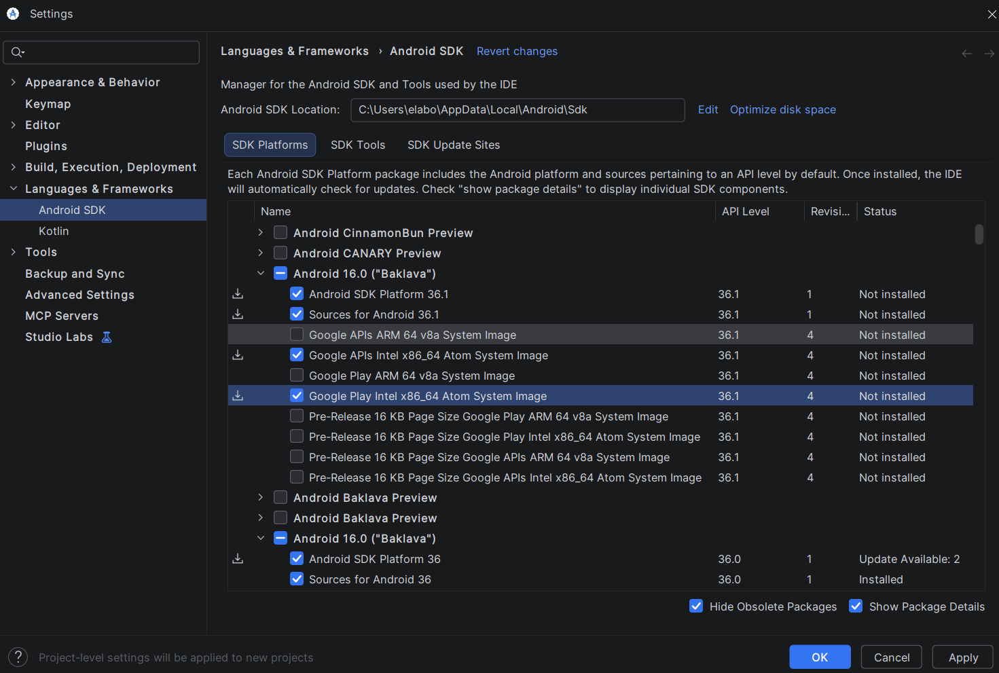 Settings
Languages & Frameworks › Android SDK Revert changes
Appearance & Behavior
Keymap
Editor
Plugins
Build, Execution, Deployment
Languages & Frameworks
Android SDK
Kotlin
Tools
Backup and Sync
Advanced Settings
MCP Servers
Studio Labs
Manager for the Android SDK and Tools used by the IDE
Android SDK Location: C:\Users\elabo\AppData\Local\Android\Sdk Edit Optimize disk space
SDK Platforms SDK Tools SDK Update Sites
Each Android SDK Platform package includes the Android platform and sources pertaining to an API level by default. Once installed, the IDE
will automatically check for updates. Check "show package details" to display individual SDK components.
Name API Level Revisi... Status
Android CinnamonBun Preview
Android CANARY Preview
Android 16.0 ("Baklava")
Android SDK Platform 36.1 36.1 1 Not installed
Sources for Android 36.1 36.1 1 Not installed
Google APIs ARM 64 v8a System Image 36.1 4 Not installed
Google APIs Intel x86_64 Atom System Image 36.1 4 Not installed
Google Play ARM 64 v8a System Image 36.1 4 Not installed
Google Play Intel x86_64 Atom System Image 36.1 4 Not installed
Pre-Release 16 KB Page Size Google Play ARM 64 v8a System Image 36.1 4 Not installed
Pre-Release 16 KB Page Size Google Play Intel x86_64 Atom System Image 36.1 4 Not installed
Pre-Release 16 KB Page Size Google APIs ARM 64 v8a System Image 36.1 4 Not installed
Pre-Release 16 KB Page Size Google APIs Intel x86_64 Atom System Image 36.1 4 Not installed
Android Baklava Preview
Android Baklava Preview
Android 16.0 ("Baklava")
Android SDK Platform 36 36.0 1 Update Available: 2
Sources for Android 36 36.0 1 Installed
Hide Obsolete Packages Show Package Details
? Project-level settings will be applied to new projects
OK Cancel Apply